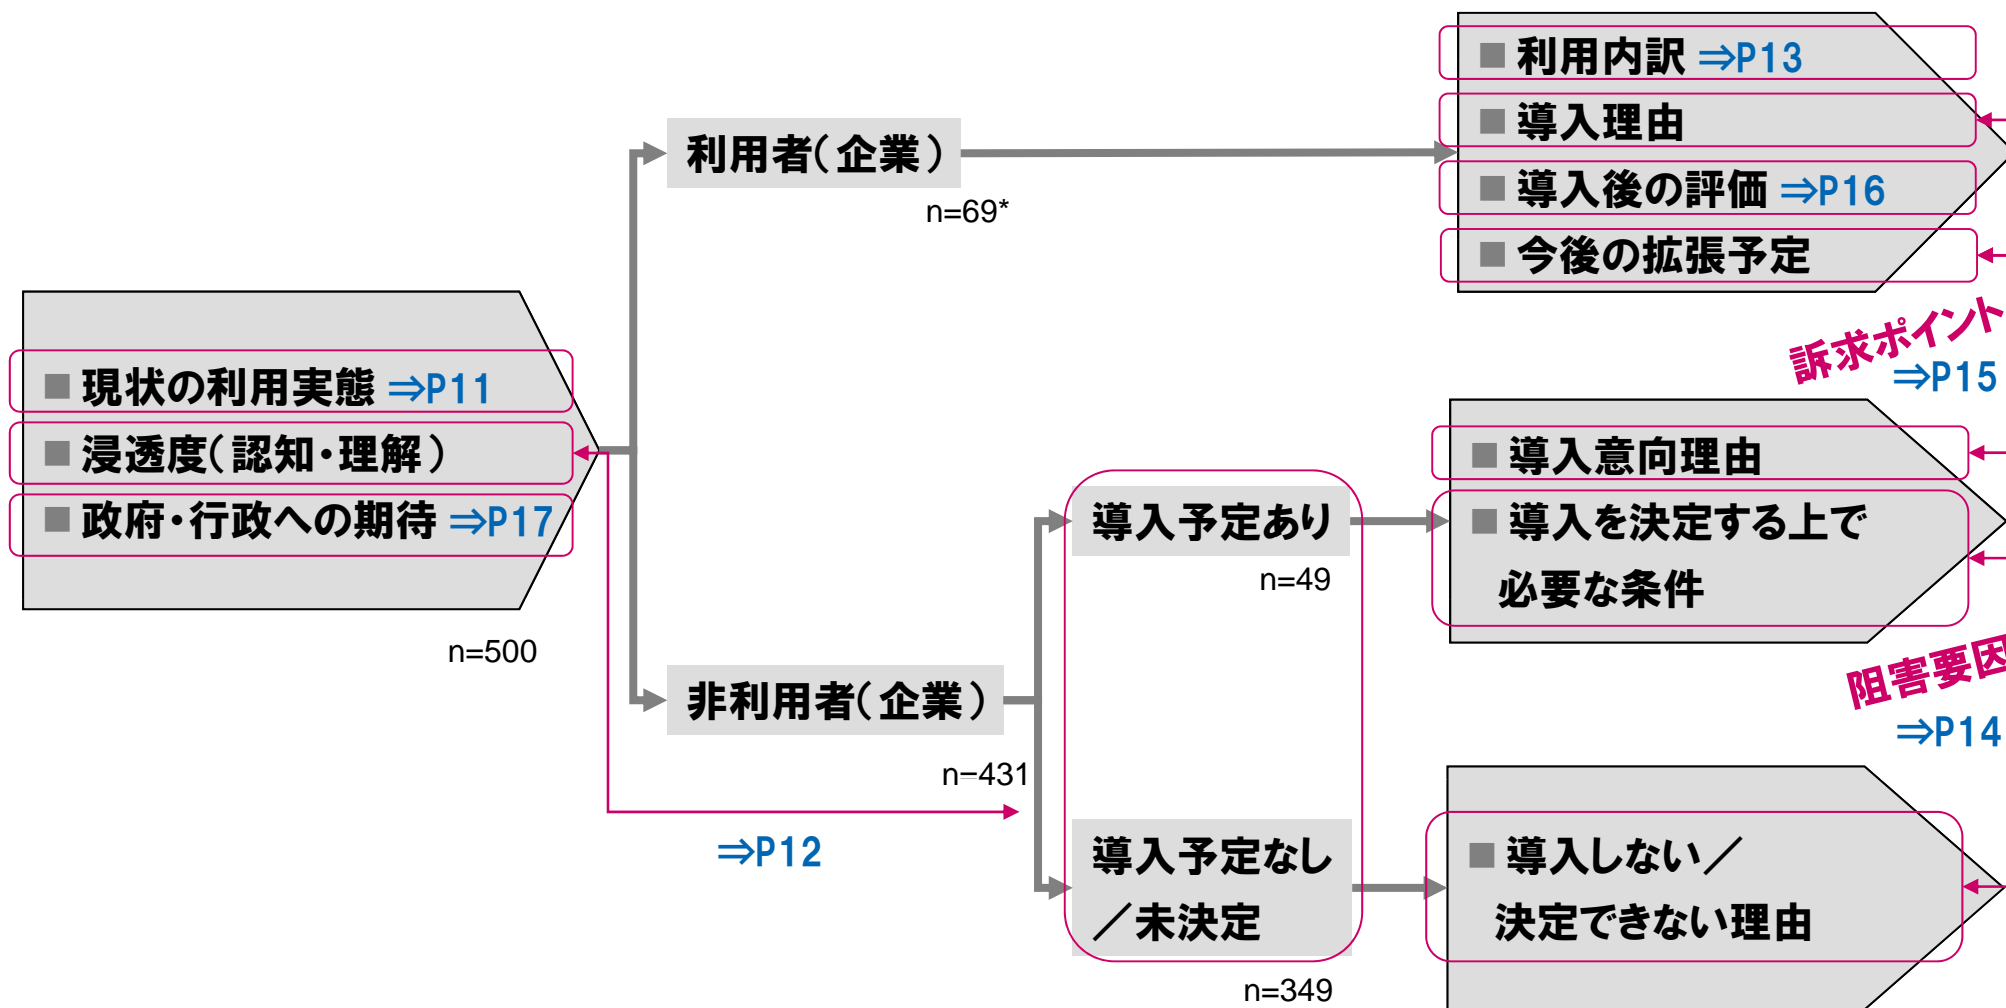 ■ 現状の利用実態 ⇒P11
■ 浸透度(認知・理解)
■ 政府・行政への期待 ⇒P17
n=500
利用者(企業)
n=69*
非利用者(企業)
n=431
⇒P12
導入予定あり
n=49
導入予定なし
／未決定
n=349
■ 利用内訳 ⇒P13
■ 導入理由
■ 導入後の評価 ⇒P16
■ 今後の拡張予定
訴求ポイント
⇒P15
■ 導入意向理由
■ 導入を決定する上で
必要な条件
阻害要因
⇒P14
■ 導入しない／
決定できない理由